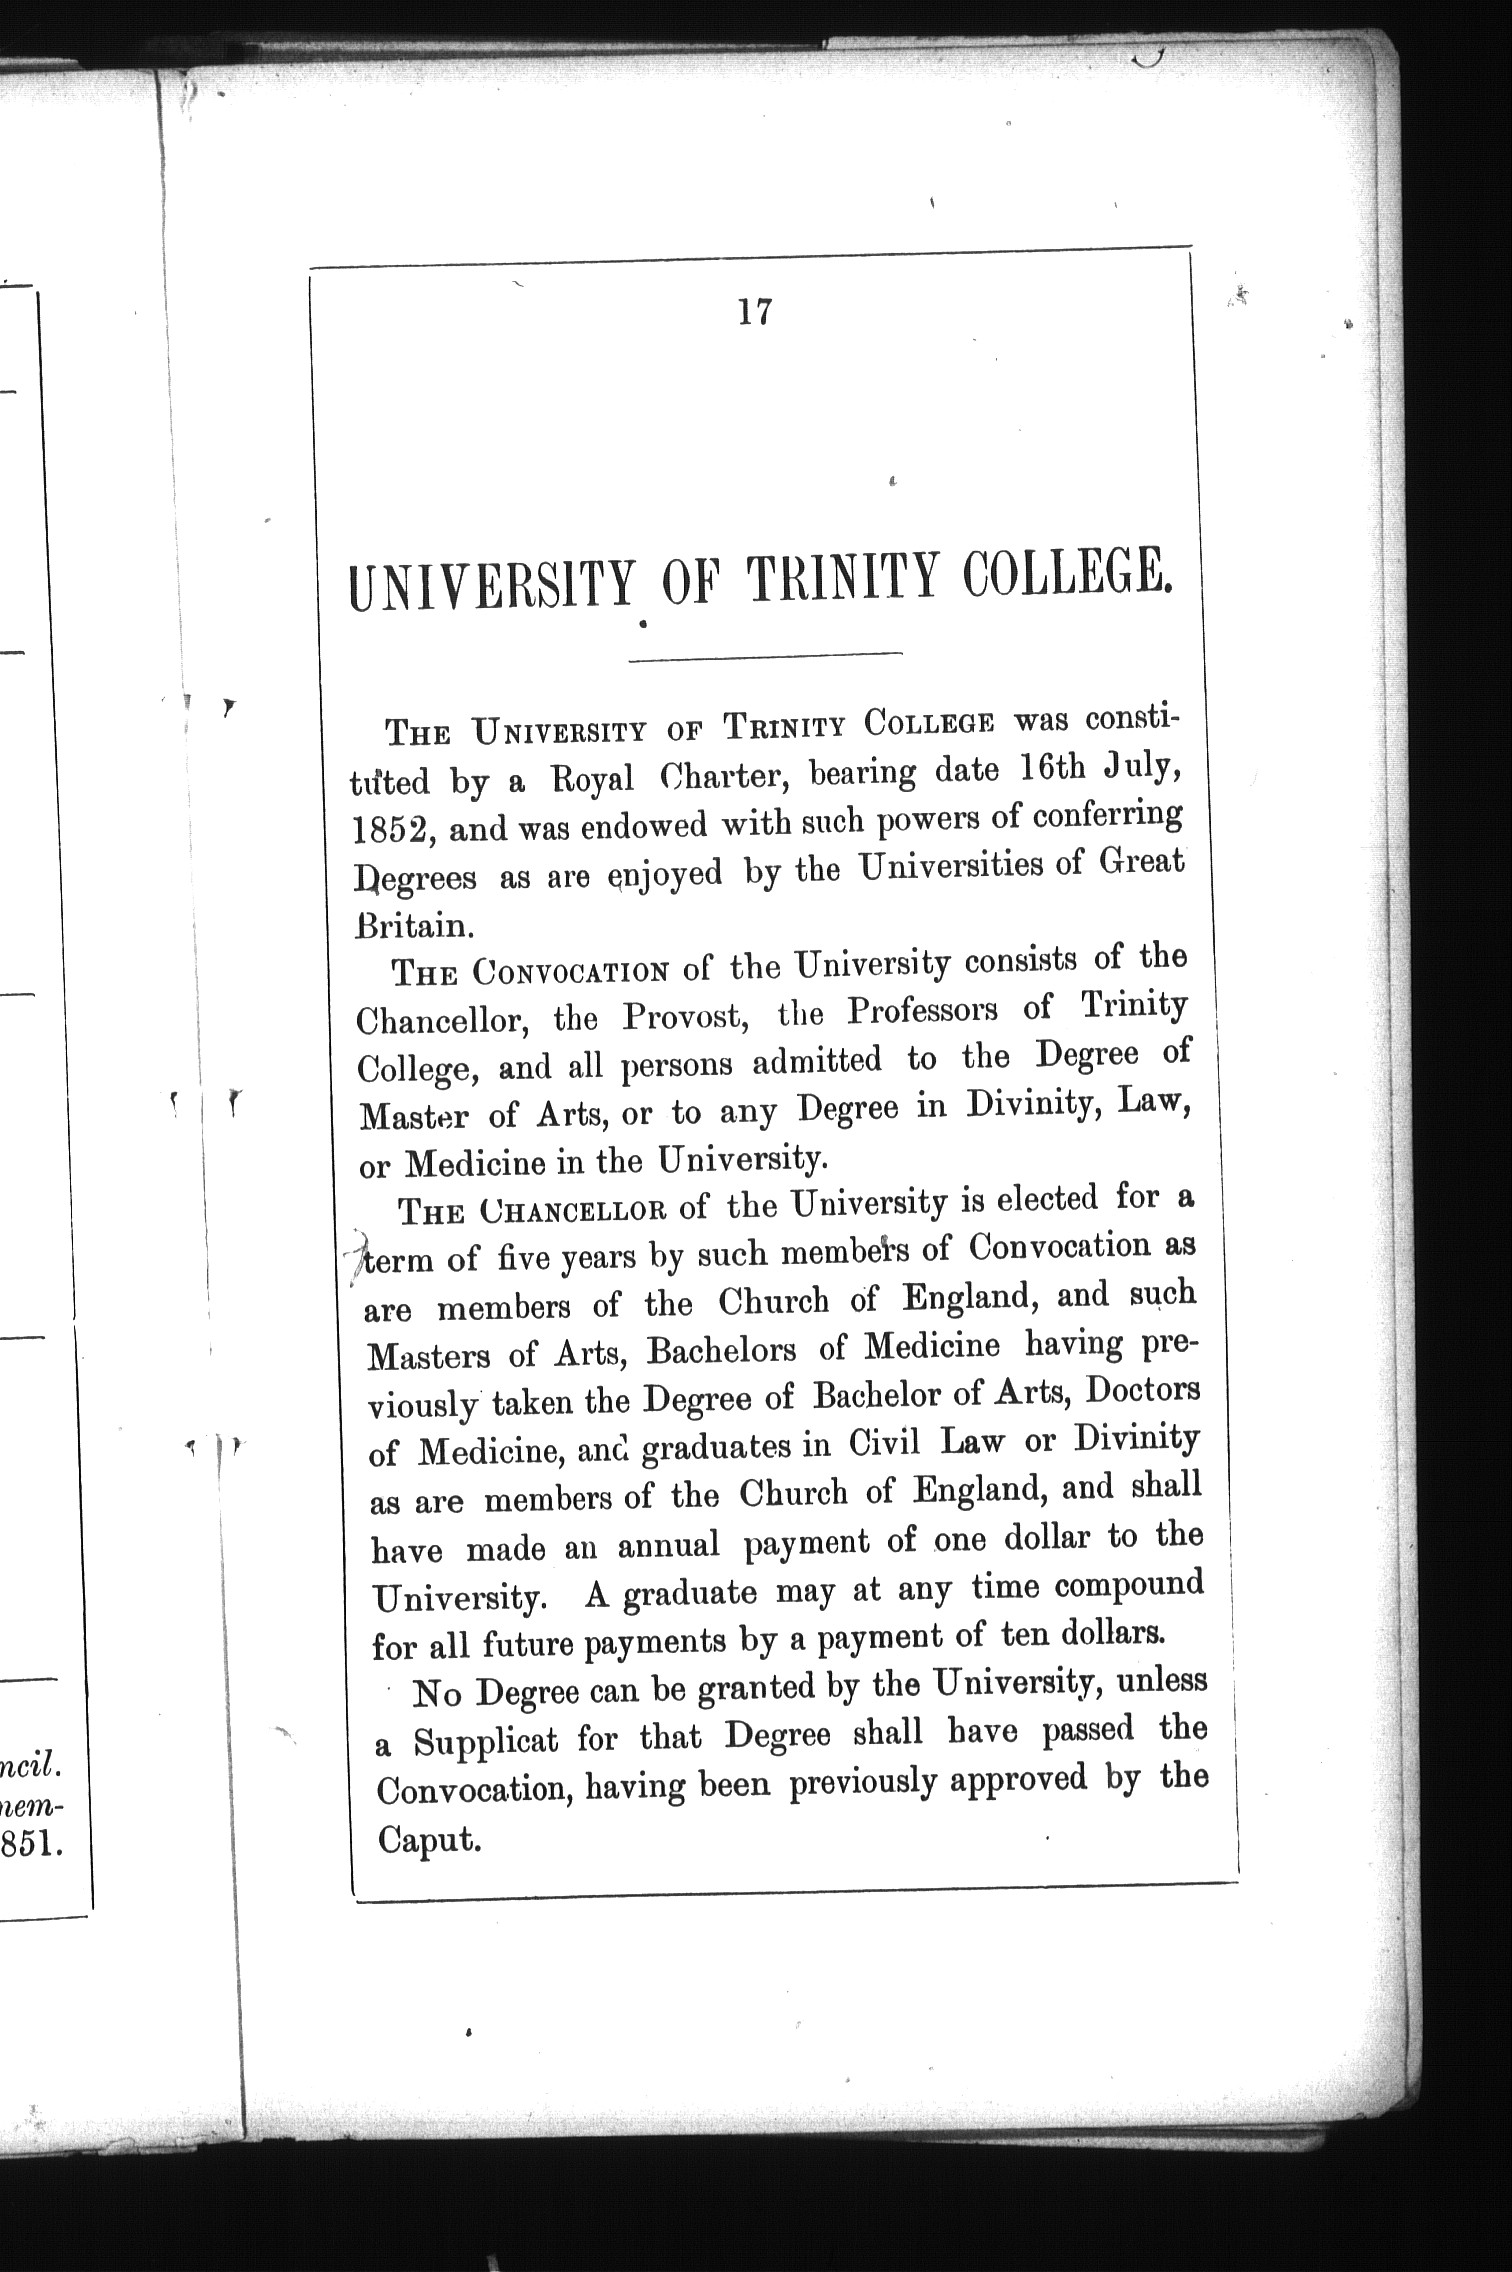 17
UNIVERSITY OF TRINITY COLLEGE.
THE UNIVERSITY OF TRINITY COLLEGE was consti-
tuted by a Royal Charter, bearing date 16th July,
1852, and was endowed with such powers of conferring
Degrees as are enjoyed by the Universities of Great
Britain.
THE CONVOCATION of the University consists of the
Chancellor, the Provost, the Professors of Trinity
College, and all persons admitted to the Degree of
Master of Arts, or to any Degree in Divinity, Law,
or Medicine in the University.
THE CHANCELLOR of the University is elected for a
term of five years by such members of Convocation as
are members of the Church of England, and such
Masters of Arts, Bachelors of Medicine having pre-
viously taken the Degree of Bachelor of Arts, Doctors
of Medicine, and graduates in Civil Law or Divinity
as are members of the Church of England, and shall
have made an annual payment of one dollar to the
University. A graduate may at any time compound
for all future payments by a payment of ten dollars.
No Degree can be granted by the University, unless
a Supplicat for that Degree shall have passed the
Convocation, having been previously approved by the
Caput.
ncil.
nem-
851.